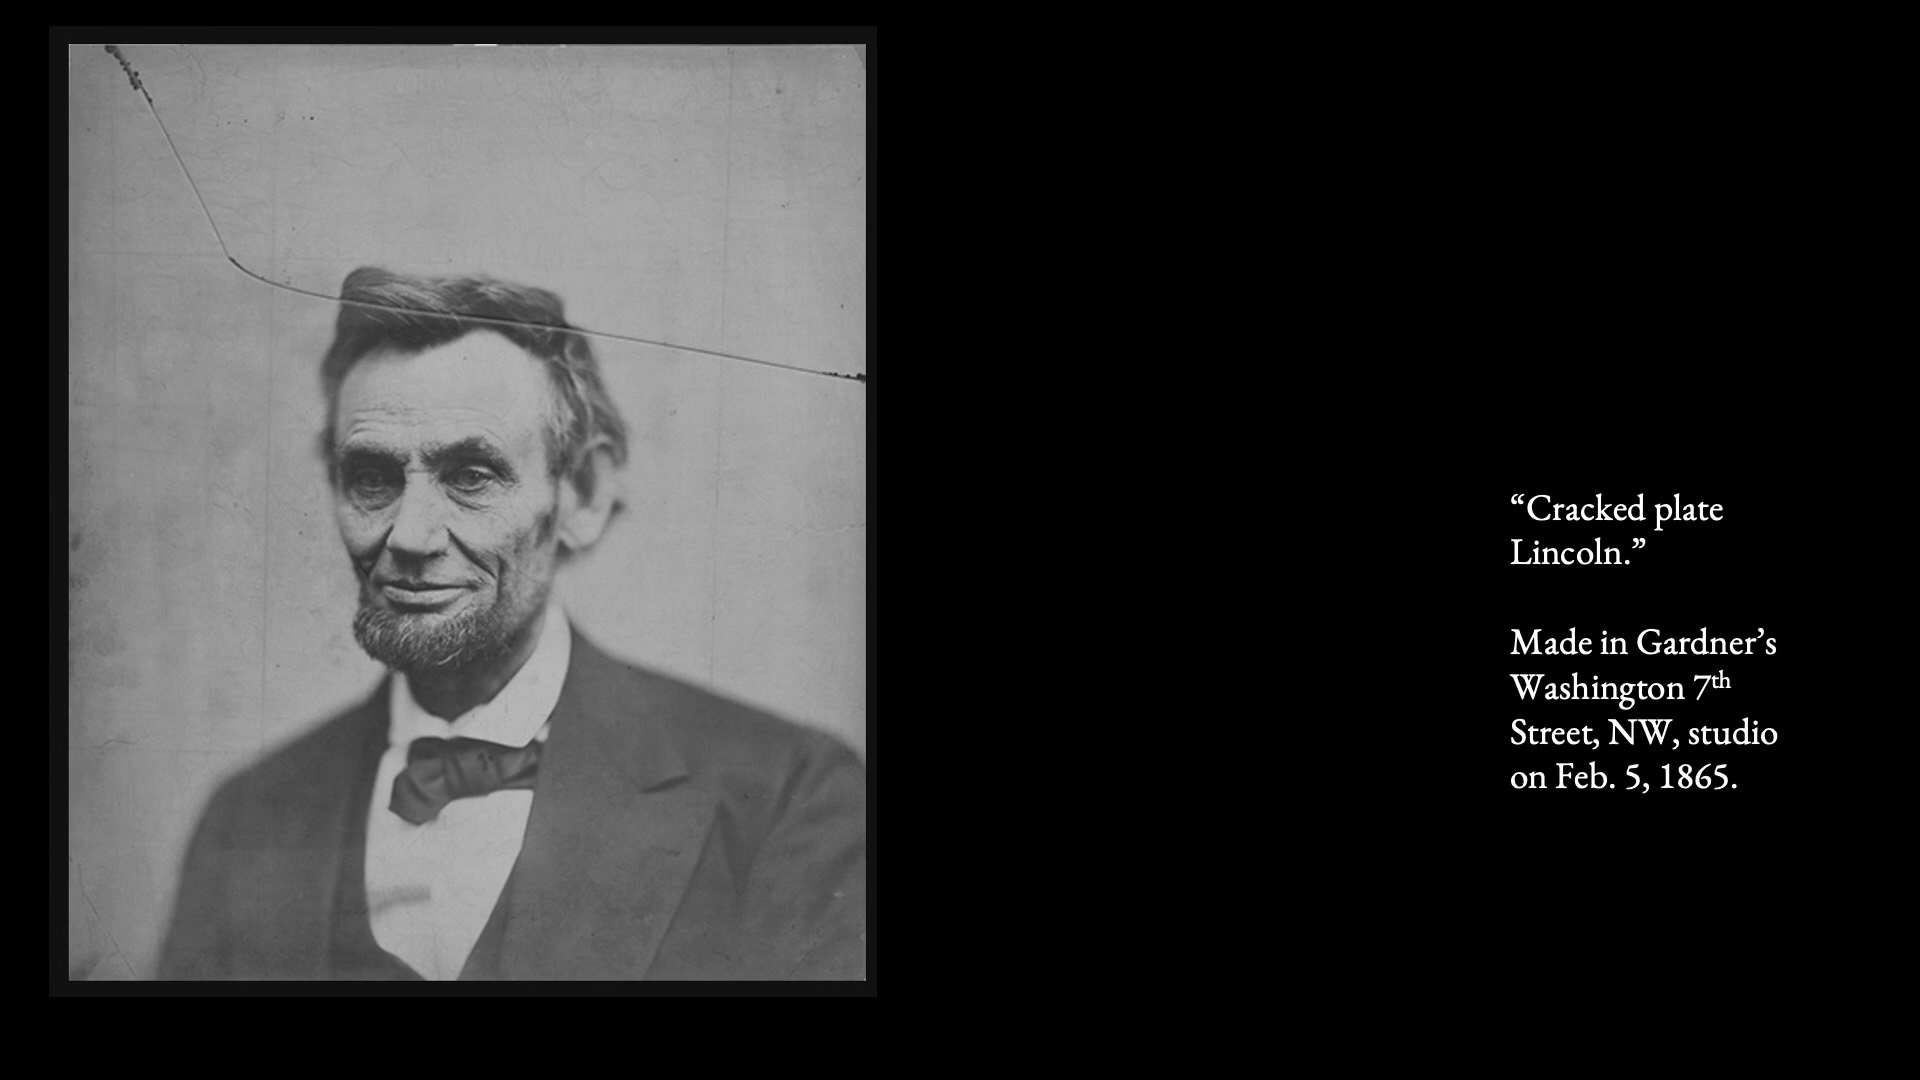 “Cracked plate
Lincoln.”
Made in Gardner’s
Washington 7th
Street, NW, studio
on Feb. 5, 1865.